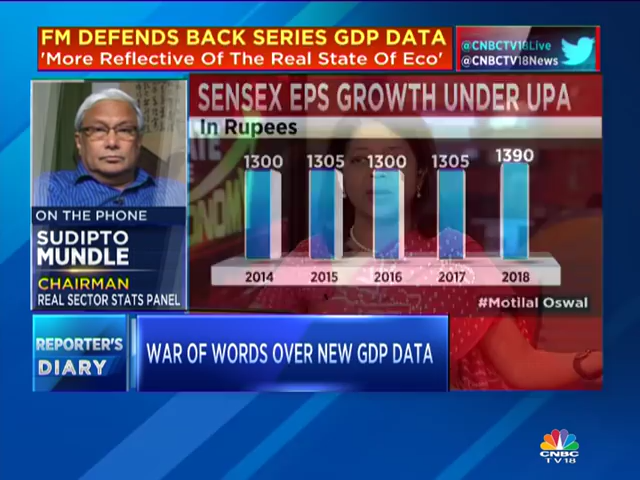 FM DEFENDS BACK SERIES GDP DATA
'More Reflective Of The Real State Of Eco'
@CNBCTV18Live
@CNBCTV18News
SENSEX EPS GROWTH UNDER UPA
In Rupees
1300 1305 1300 1305 1390
2014 2015 2016 2017 2018
#Motilal Oswal
ON THE PHONE
SUDIPTO
MUNDLE
CHAIRMAN
REAL SECTOR STATS PANEL
REPORTER'S
DIARY
WAR OF WORDS OVER NEW GDP DATA
CNBC
TV18